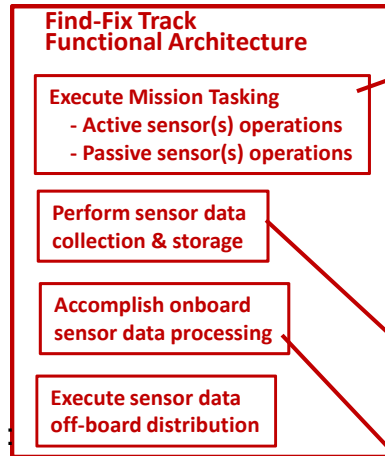 Find-Fix Track
Functional Architecture
Execute Mission Tasking
- Active sensor(s) operations
- Passive sensor(s) operations
Perform sensor data
collection & storage
Accomplish onboard
sensor data processing
Execute sensor data
off-board distribution